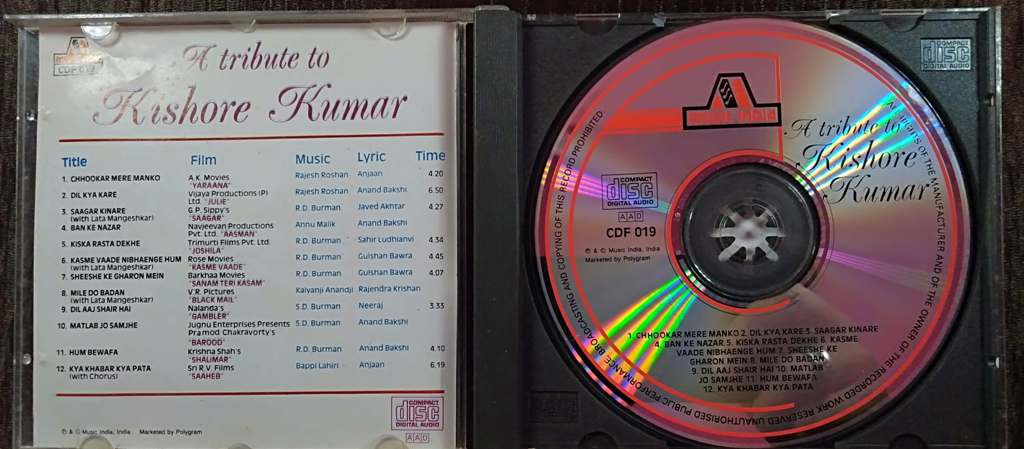 CDF 019
A tribute to
Kishore Kumar
Title Film Music Lyric Time
1. CHHOOKAR MERE MANKO A.K. Movies "YARAANA" Rajesh Roshan Anjaan 4.20
2. DIL KYA KARE Vijaya Productions (P) Ltd. "JULIE" Rajesh Roshan Anand Bakshi 6.50
3. SAAGAR KINARE (with Lata Mangeshkar) G.P. Sippy's "SAAGAR" R.D. Burman Javed Akhtar 4.27
4. BAN KE NAZAR Navjeevan Productions Pvt. Ltd. "AASMAN" Annu Malik Anand Bakshi
5. KISKA RASTA DEKHE Trimurti Films Pvt. Ltd. "JOSHILA" R.D. Burman Sahir Ludhianvi 4.34
6. KASME VAADE NIBHAENGE HUM (with Lata Mangeshkar) Rose Movies "KASME VAADE" R.D. Burman Gulshan Bawra 4.45
7. SHEESHE KE GHARON MEIN Barkhaa Movies "SANAM TERI KASAM" R.D. Burman Gulshan Bawra 4.07
8. MILE DO BADAN (with Lata Mangeshkar) V.R. Pictures "BLACK MAIL" Kalyanji Anandji Rajendra Krishan
9. DIL AAJ SHAIR HAI Nalanda's "GAMBLER" S.D. Burman Neeraj 3.33
10. MATLAB JO SAMJHE Jugnu Enterprises Presents Pramod Chakravorty's "BAROOD" S.D. Burman Anand Bakshi
11. HUM BEWAFA Krishna Shah's "SHALIMAR" R.D. Burman Anand Bakshi 4.10
12. KYA KHABAR KYA PATA (with Chorus) Sri R.V. Films "SAAHEB" Bappi Lahiri Anjaan 6.19
℗ & © Music India, India. Marketed by Polygram
COMPACT
disc
DIGITAL AUDIO
AAD
COMPACT
disc
DIGITAL AUDIO
MUSIC INDIA
A tribute to
Kishore
Kumar
COMPACT
disc
DIGITAL AUDIO
AAD
CDF 019
℗ & © Music India, India
Marketed by Polygram
1. CHHOOKAR MERE MANKO 2. DIL KYA KARE 3. SAAGAR KINARE
4. BAN KE NAZAR 5. KISKA RASTA DEKHE 6. KASME
VAADE NIBHAENGE HUM 7. SHEESHE KE
GHARON MEIN 8. MILE DO BADAN
9. DIL AAJ SHAIR HAI 10. MATLAB
JO SAMJHE 11. HUM BEWAFA
12. KYA KHABAR KYA PATA
ALL RIGHTS OF THE MANUFACTURER AND OF THE OWNER OF THE RECORDED WORK RESERVED UNAUTHORISED PUBLIC PERFORMANCE BROADCASTING AND COPYING OF THIS RECORD PROHIBITED